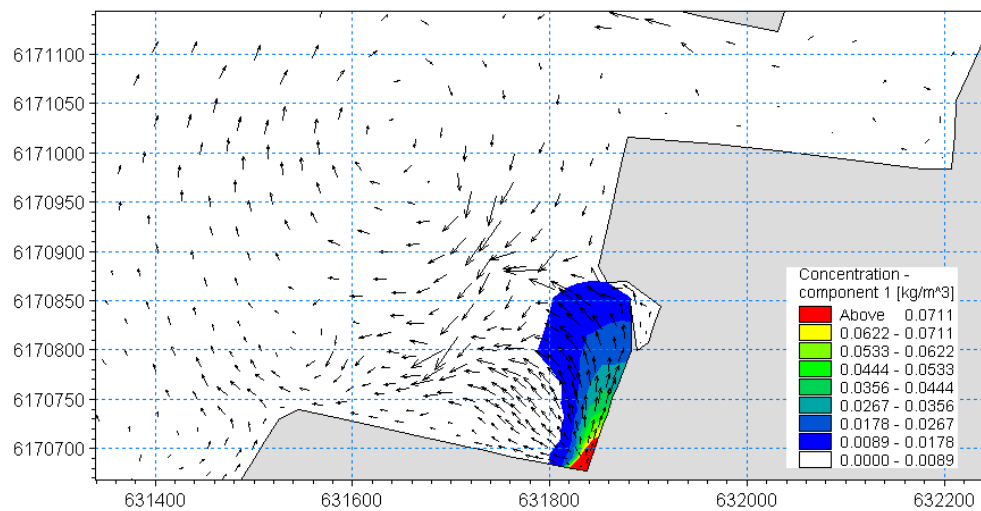 6171100
6171050
6171000
6170950
6170900
6170850
6170800
6170750
6170700
631400
631600
631800
632000
632200
Concentration -
component 1 [kg/m^3]
Above 0.0711
0.0622 - 0.0711
0.0533 - 0.0622
0.0444 - 0.0533
0.0356 - 0.0444
0.0267 - 0.0356
0.0178 - 0.0267
0.0089 - 0.0178
0.0000 - 0.0089